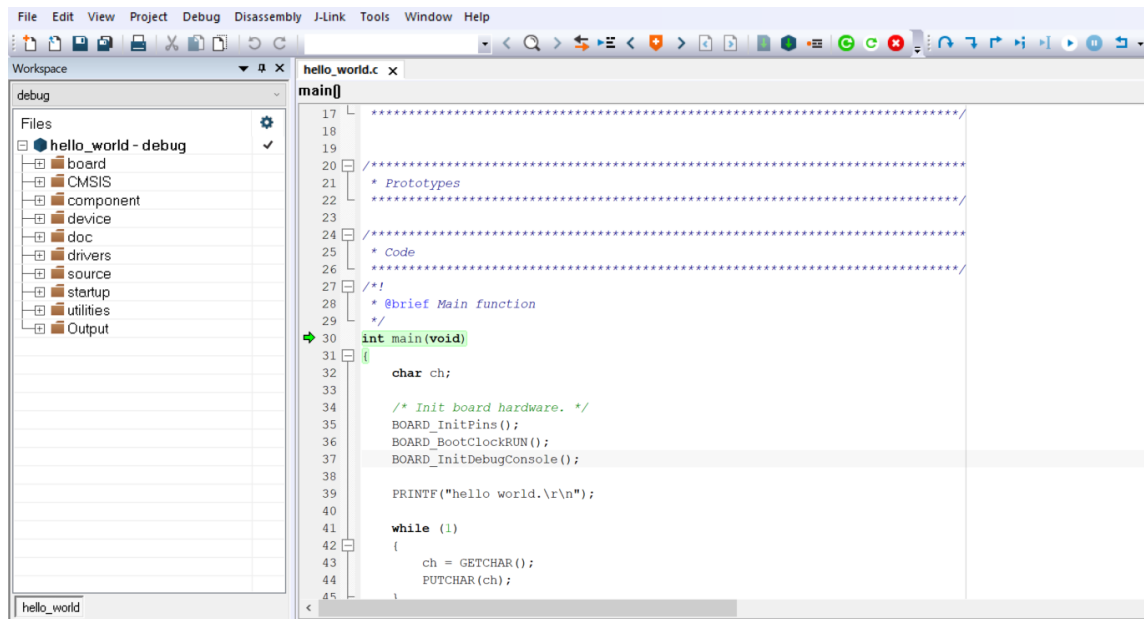 File Edit View Project Debug Disassembly J-Link Tools Window Help
Workspace
debug
Files
hello_world - debug
board
CMSIS
component
device
doc
drivers
source
startup
utilities
Output
hello_world
hello_world.c
main()
17 *****************************************************************************/
18
19
20 /*****************************************************************************
21 * Prototypes
22 *****************************************************************************/
23
24 /*****************************************************************************
25 * Code
26 *****************************************************************************/
27 /*!
28 * @brief Main function
29 */
30 int main(void)
31 {
32 char ch;
33
34 /* Init board hardware. */
35 BOARD_InitPins();
36 BOARD_BootClockRUN();
37 BOARD_InitDebugConsole();
38
39 PRINTF("hello world.\r\n");
40
41 while (1)
42 {
43 ch = GETCHAR();
44 PUTCHAR(ch);
45 }